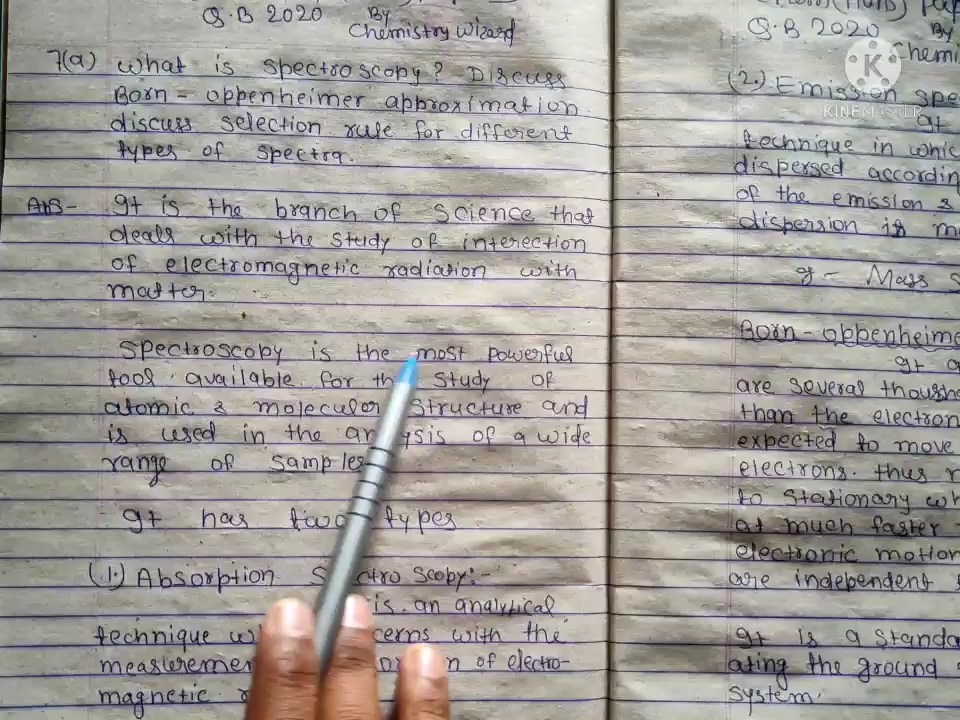 Q.B 2020 By
Chemistry Wizard
7(a) What is spectroscopy? Discuss
Born - oppenheimer approximation.
discuss selection rule for different
types of spectra.
Ans - It is the branch of science that
deals with the study of interection
of electromagnetic radiation with
matter.
Spectroscopy is the most powerful
tool available for the study of
atomic & molecular structure and
is used in the analysis of a wide
range of samples
It has two types
(1.) Absorption Spectroscopy:-
is an analytical
technique w cerns with the
measuremen n of electro-
magnetic
Q.B 2020 By
Chemi
KINEMASTER
(2.) Emission spe
It
technique in whic
dispersed accordin
of the emission &
dispersion is m
g - Mass S
Born - oppenheime
It a
are several thoush
than the electron
expected to move
electrons. thus n
to stationary wh
at much faster
electronic motion
are independent
It is a standa
ating the ground
system.